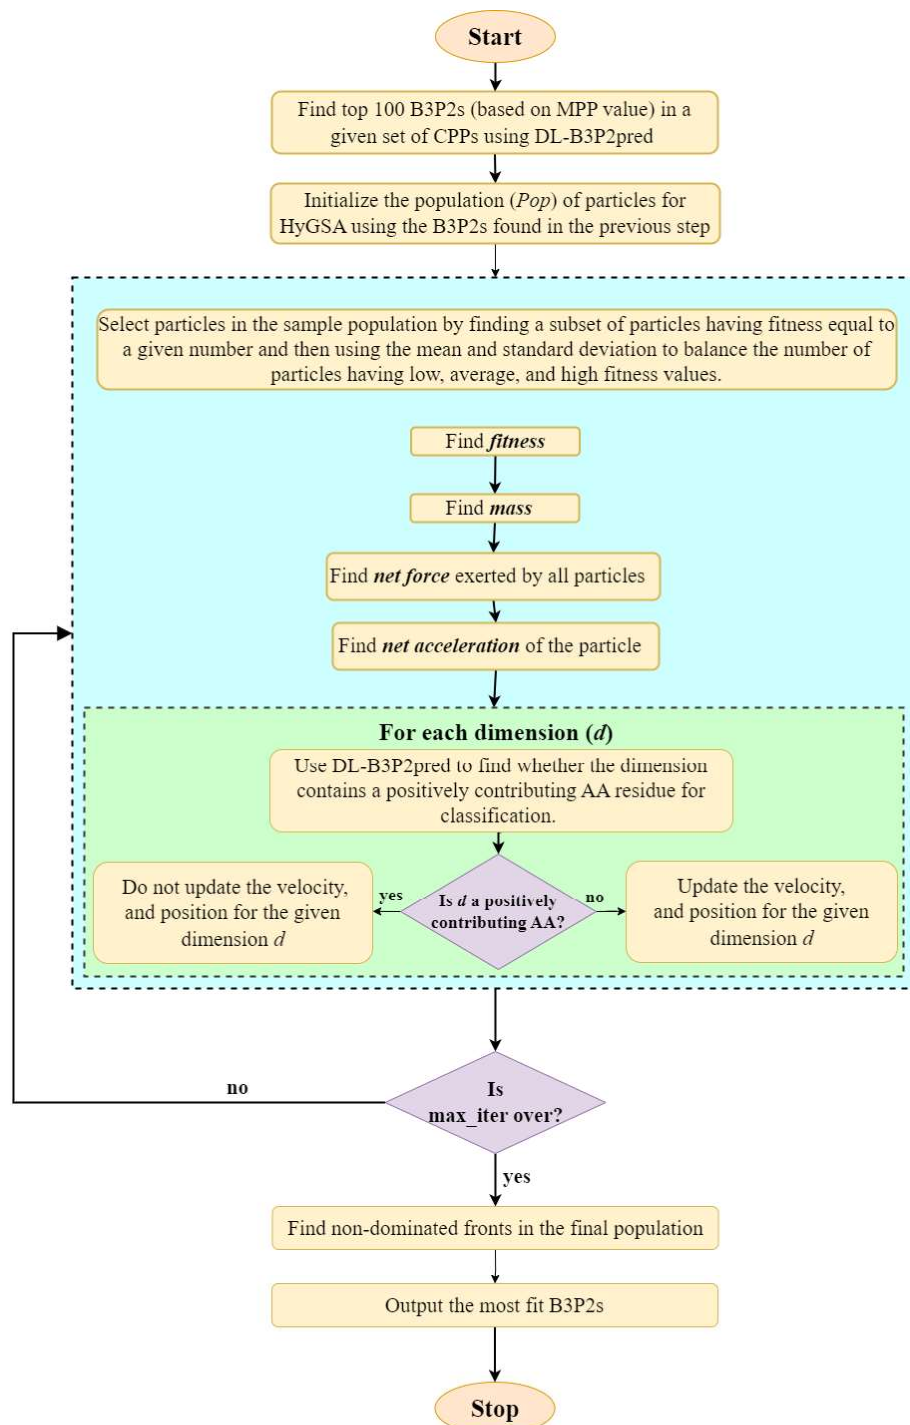 Start
Find top 100 B3P2s (based on MPP value) in a
given set of CPPs using DL-B3P2pred
Initialize the population (Pop) of particles for
HyGSA using the B3P2s found in the previous step
Select particles in the sample population by finding a subset of particles having fitness equal to
a given number and then using the mean and standard deviation to balance the number of
particles having low, average, and high fitness values.
Find fitness
Find mass
Find net force exerted by all particles
Find net acceleration of the particle
For each dimension (d)
Use DL-B3P2pred to find whether the dimension
contains a positively contributing AA residue for
classification.
Do not update the velocity,
and position for the given
dimension d
yes
Is d a positively
contributing AA?
no
Update the velocity,
and position for the given
dimension d
no
Is
max_iter over?
yes
Find non-dominated fronts in the final population
Output the most fit B3P2s
Stop